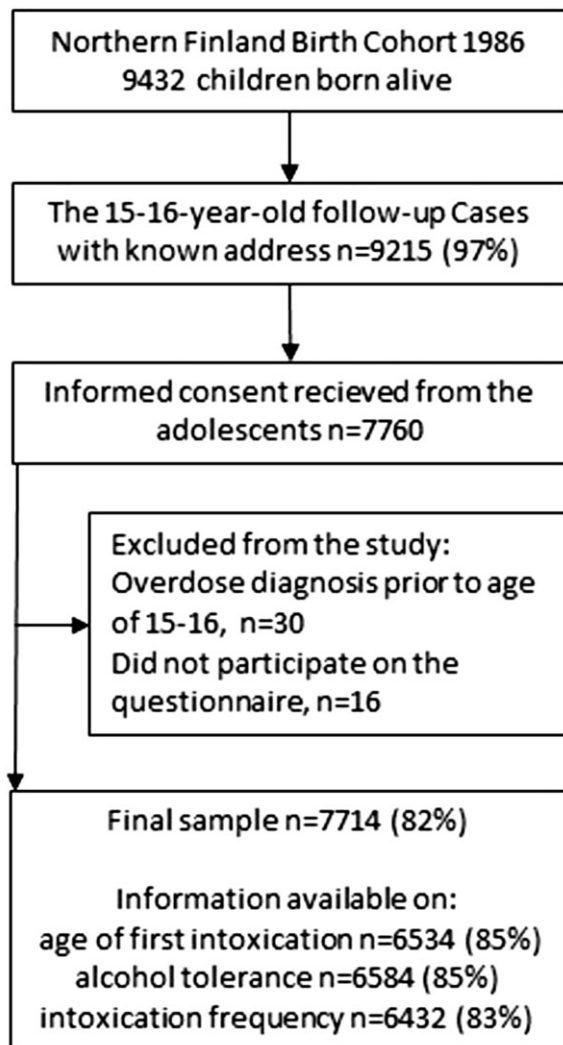 Northern Finland Birth Cohort 1986
9432 children born alive
The 15-16-year-old follow-up Cases
with known address n=9215 (97%)
Informed consent recieved from the
adolescents n=7760
Excluded from the study:
Overdose diagnosis prior to age
of 15-16, n=30
Did not participate on the
questionnaire, n=16
Final sample n=7714 (82%)
Information available on:
age of first intoxication n=6534 (85%)
alcohol tolerance n=6584 (85%)
intoxication frequency n=6432 (83%)